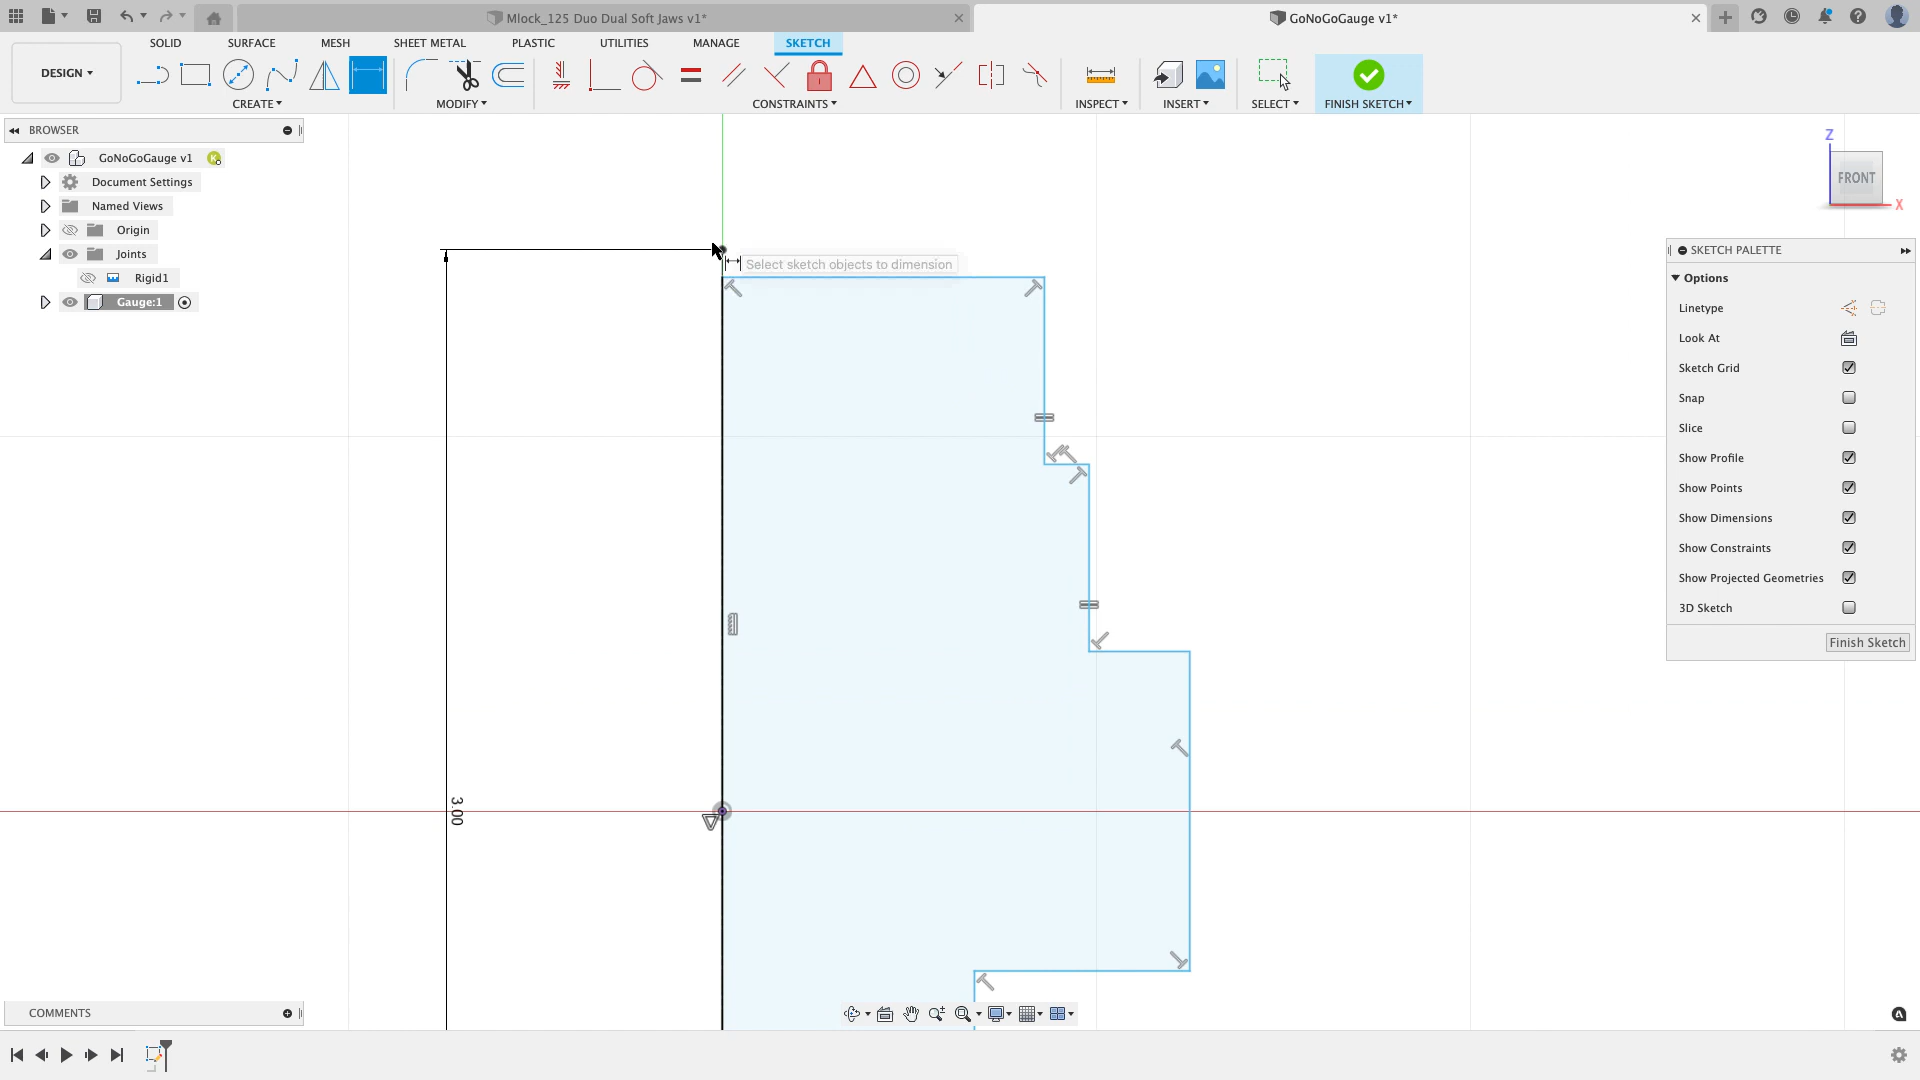 Mlock_125 Duo Dual Soft Jaws v1*
GoNoGoGauge v1*
DESIGN
SOLID
SURFACE
MESH
SHEET METAL
PLASTIC
UTILITIES
MANAGE
SKETCH
CREATE
MODIFY
CONSTRAINTS
INSPECT
INSERT
SELECT
FINISH SKETCH
BROWSER
GoNoGoGauge v1
Document Settings
Named Views
Origin
Joints
Rigid1
Gauge:1
Select sketch objects to dimension
3.00
Z
FRONT
X
SKETCH PALETTE
Options
Linetype
Look At
Sketch Grid
Snap
Slice
Show Profile
Show Points
Show Dimensions
Show Constraints
Show Projected Geometries
3D Sketch
Finish Sketch
COMMENTS